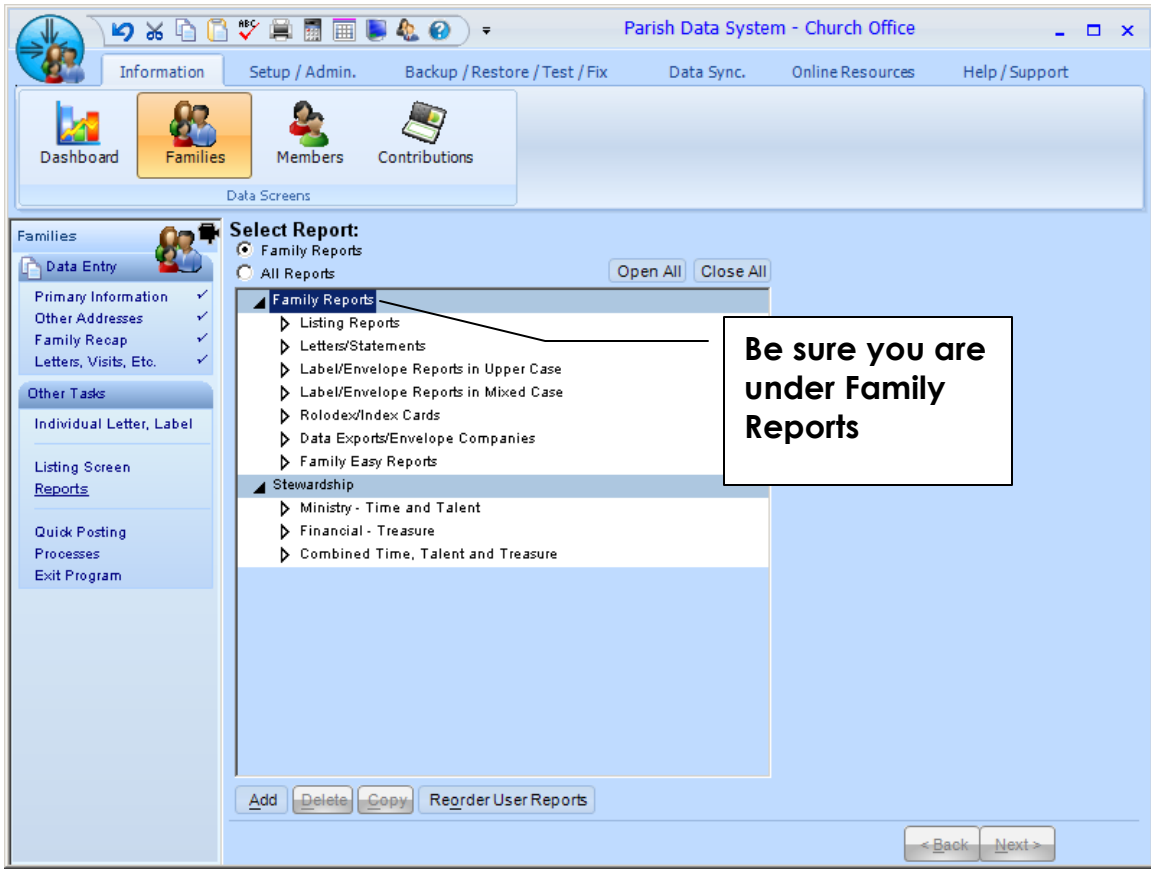 ABC
Parish Data System - Church Office
Information Setup / Admin. Backup / Restore / Test / Fix Data Sync. Online Resources Help / Support
Dashboard Families Members Contributions
Data Screens
Families
Data Entry
Primary Information
Other Addresses
Family Recap
Letters, Visits, Etc.
Other Tasks
Individual Letter, Label
Listing Screen
Reports
Quick Posting
Processes
Exit Program
Select Report:
Family Reports
All Reports
Open All Close All
Family Reports
Listing Reports
Letters/Statements
Label/Envelope Reports in Upper Case
Label/Envelope Reports in Mixed Case
Rolodex/Index Cards
Data Exports/Envelope Companies
Family Easy Reports
Stewardship
Ministry - Time and Talent
Financial - Treasure
Combined Time, Talent and Treasure
Be sure you are
under Family
Reports
Add Delete Copy Reorder User Reports
< Back Next >